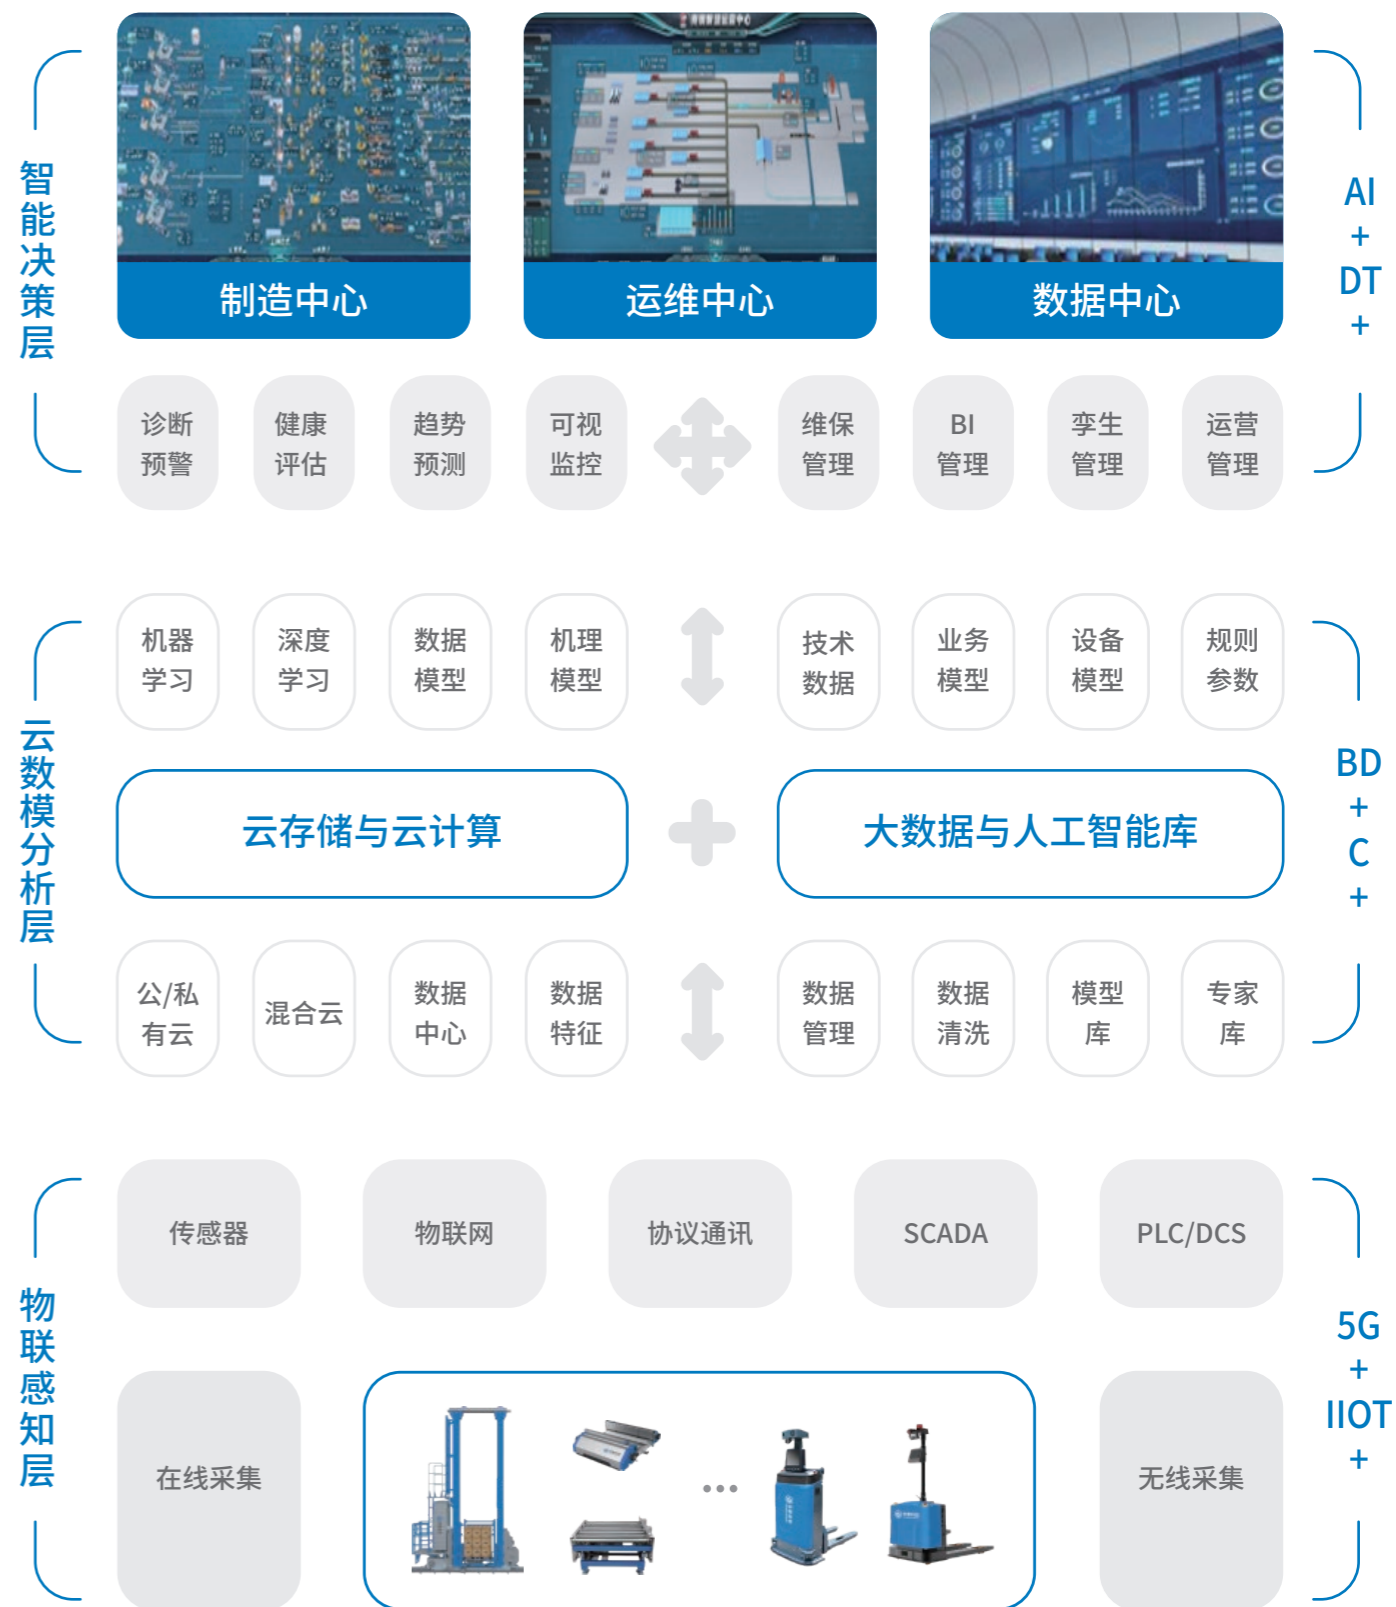 智能决策层
制造中心
运维中心
数据中心
AI
+
DT
+
诊断
预警
健康
评估
趋势
预测
可视
监控
维保
管理
BI
管理
孪生
管理
运营
管理
云数模分析层
机器
学习
深度
学习
数据
模型
机理
模型
技术
数据
业务
模型
设备
模型
规则
参数
云存储与云计算
大数据与人工智能库
BD
+
C
+
公/私
有云
混合云
数据
中心
数据
特征
数据
管理
数据
清洗
模型
库
专家
库
物联感知层
传感器
物联网
协议通讯
SCADA
PLC/DCS
5G
+
IIOT
+
在线采集
...
无线采集